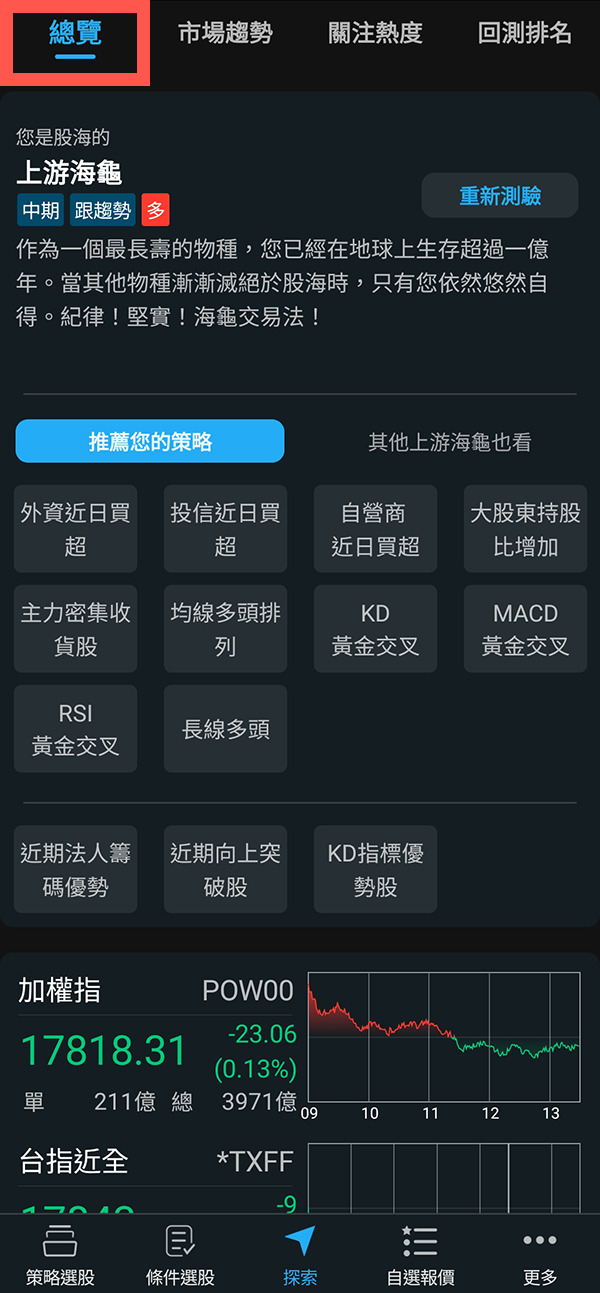 總覽 市場趨勢 關注熱度 回測排名
您是股海的
上游海龜
重新測驗
中期 跟趨勢 多
作為一個最長壽的物種，您已經在地球上生存超過一億
年。當其他物種漸漸滅絕於股海時，只有您依然悠然自
得。紀律！堅實！海龜交易法！
推薦您的策略 其他上游海龜也看
外資近日買
超
投信近日買
超
自營商
近日買超
大股東持股
比增加
主力密集收
貨股
均線多頭排
列
KD
黃金交叉
MACD
黃金交叉
RSI
黃金交叉
長線多頭
近期法人籌
碼優勢
近期向上突
破股
KD指標優
勢股
加權指 POW00
17818.31
-23.06
(0.13%)
單 211億 總 3971億
09 10 11 12 13
台指近全 *TXFF
-9
策略選股 條件選股 探索 自選報價 更多